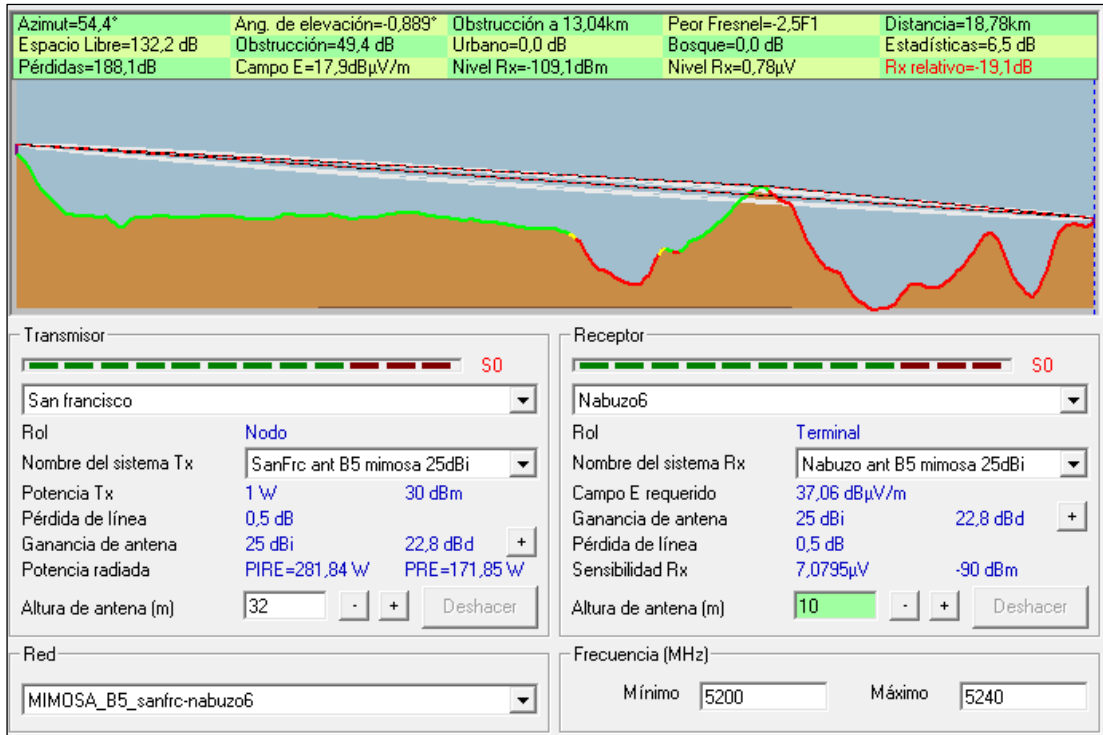 Azimut=54,4° Ang. de elevación=-0,889° Obstrucción a 13,04km Peor Fresnel=-2,5F1 Distancia=18,78km
Espacio Libre=132,2 dB Obstrucción=49,4 dB Urbano=0,0 dB Bosque=0,0 dB Estadísticas=6,5 dB
Pérdidas=188,1dB Campo E=17,9dBµV/m Nivel Rx=-109,1dBm Nivel Rx=0,78µV Rx relativo=-19,1dB
Transmisor
S0
San francisco
Rol Nodo
Nombre del sistema Tx SanFrc ant B5 mimosa 25dBi
Potencia Tx 1 W 30 dBm
Pérdida de línea 0,5 dB
Ganancia de antena 25 dBi 22,8 dBd +
Potencia radiada PIRE=281,84 W PRE=171,85 W
Altura de antena (m) 32 - + Deshacer
Receptor
S0
Nabuzo6
Rol Terminal
Nombre del sistema Rx Nabuzo ant B5 mimosa 25dBi
Campo E requerido 37,06 dBµV/m
Ganancia de antena 25 dBi 22,8 dBd +
Pérdida de línea 0,5 dB
Sensibilidad Rx 7,0795µV -90 dBm
Altura de antena (m) 10 - + Deshacer
Red
MIMOSA_B5_sanfrc-nabuzo6
Frecuencia (MHz)
Mínimo 5200 Máximo 5240